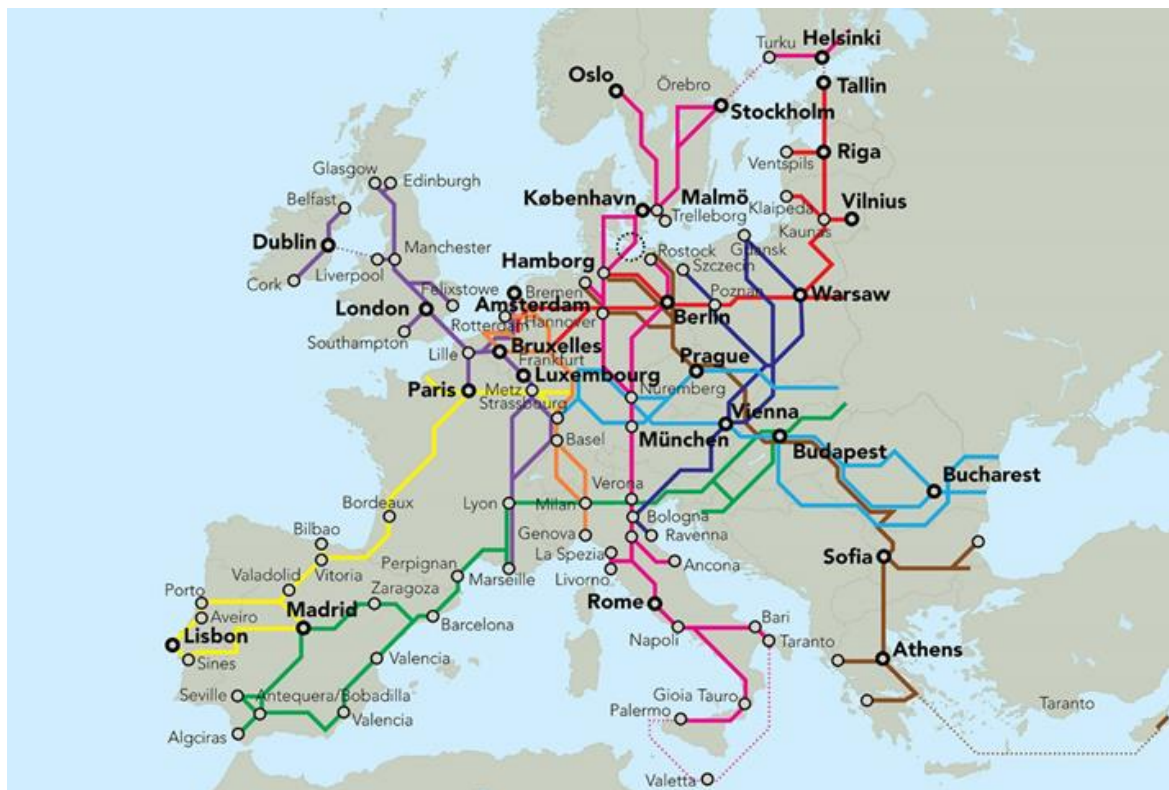 Turku
Helsinki
Oslo
Örebro
Tallin
Stockholm
Ventspils
Riga
Glasgow
Edinburgh
Belfast
København
Malmö
Klaipeda
Vilnius
Trelleborg
Kaunas
Dublin
Manchester
Rostock
Gdansk
Hamborg
Szczecin
Liverpool
Cork
Felixstowe
Bremen
Poznan
Warsaw
London
Amsterdam
Rotterdam
Hannover
Berlin
Southampton
Lille
Bruxelles
Frankfurt
Prague
Luxembourg
Paris
Metz
Nuremberg
Strassbourg
Vienna
Basel
München
Budapest
Verona
Bucharest
Bordeaux
Lyon
Milan
Bologna
Bilbao
Genova
Ravenna
La Spezia
Sofia
Perpignan
Ancona
Valladolid
Vitoria
Marseille
Livorno
Porto
Zaragoza
Rome
Aveiro
Madrid
Barcelona
Bari
Lisbon
Napoli
Taranto
Sines
Valencia
Athens
Seville
Antequera/Bobadilla
Gioia Tauro
Taranto
Valencia
Palermo
Algciras
Valetta